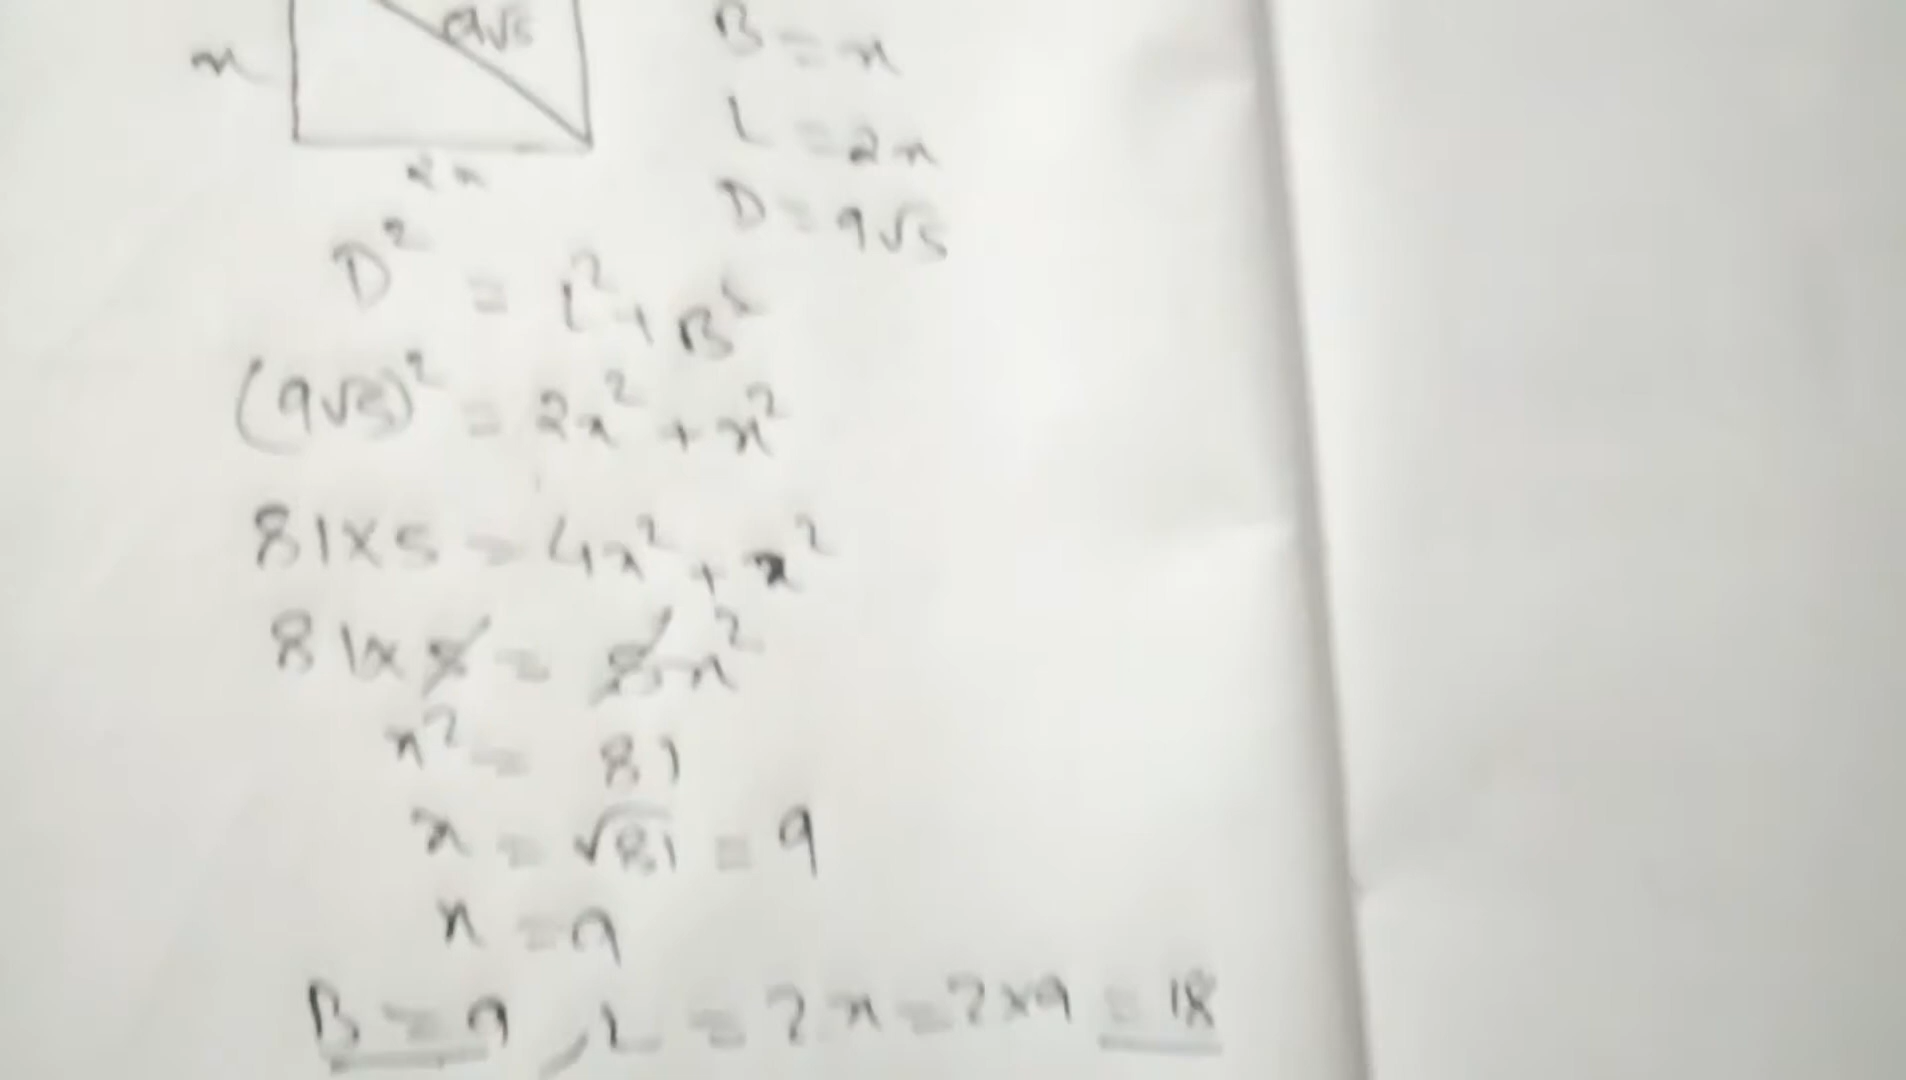 9√5
x
2x
B = x
L = 2x
D = 9√5
D² = L² + B²
(9√5)² = 2x² + x²
81×5 = 4x² + x²
81×5 = 5x²
x² = 81
x = √81 = 9
x = 9
B = 9, L = 2x = 2×9 = 18